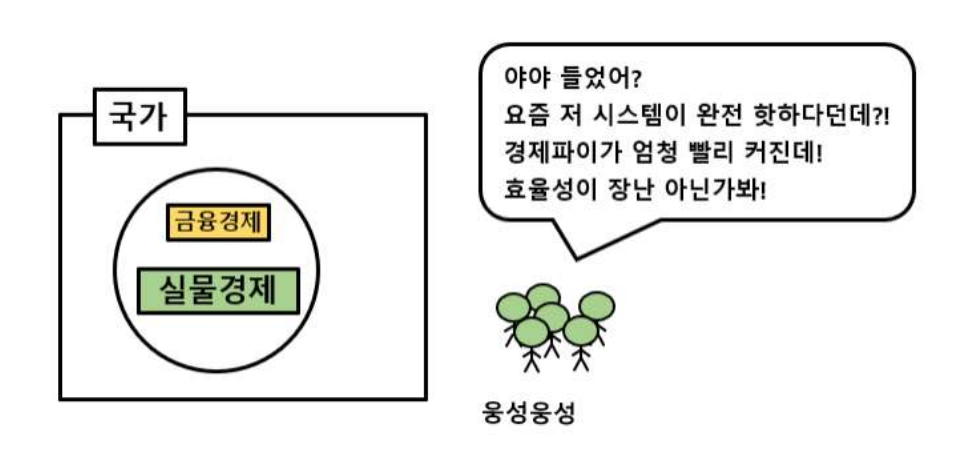 국가
금융경제
실물경제
야야 들었어?
요즘 저 시스템이 완전 핫하다던데?!
경제파이가 엄청 빨리 커진데!
효율성이 장난 아닌가봐!
웅성웅성